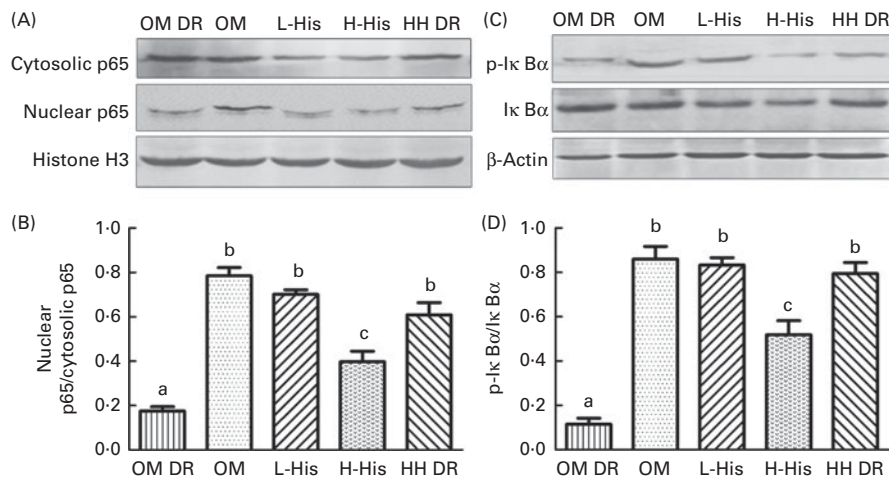 (A)
OM DR OM L-His H-His HH DR
Cytosolic p65
Nuclear p65
Histone H3
(C)
OM DR OM L-His H-His HH DR
p-Iκ Bα
Iκ Bα
β-Actin
(B)
Nuclear
p65/cytosolic p65
1·0
0·8
0·6
0·4
0·2
0·0
a
b
b
c
b
OM DR OM L-His H-His HH DR
(D)
p-Iκ Bα/Iκ Bα
1·0
0·8
0·6
0·4
0·2
0·0
a
b
b
c
b
OM DR OM L-His H-His HH DR